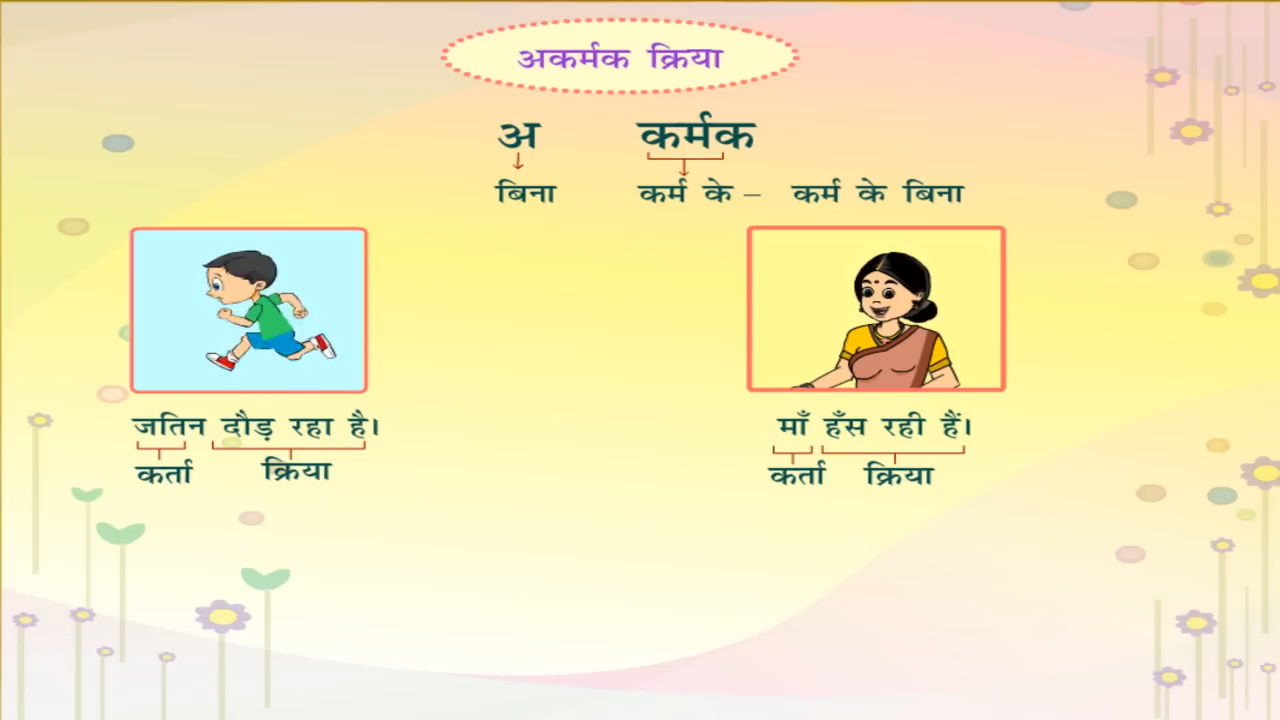 अकर्मक क्रिया
अ कर्मक
बिना कर्म के – कर्म के बिना
जतिन दौड़ रहा है। माँ हँस रही हैं।
कर्ता क्रिया कर्ता क्रिया